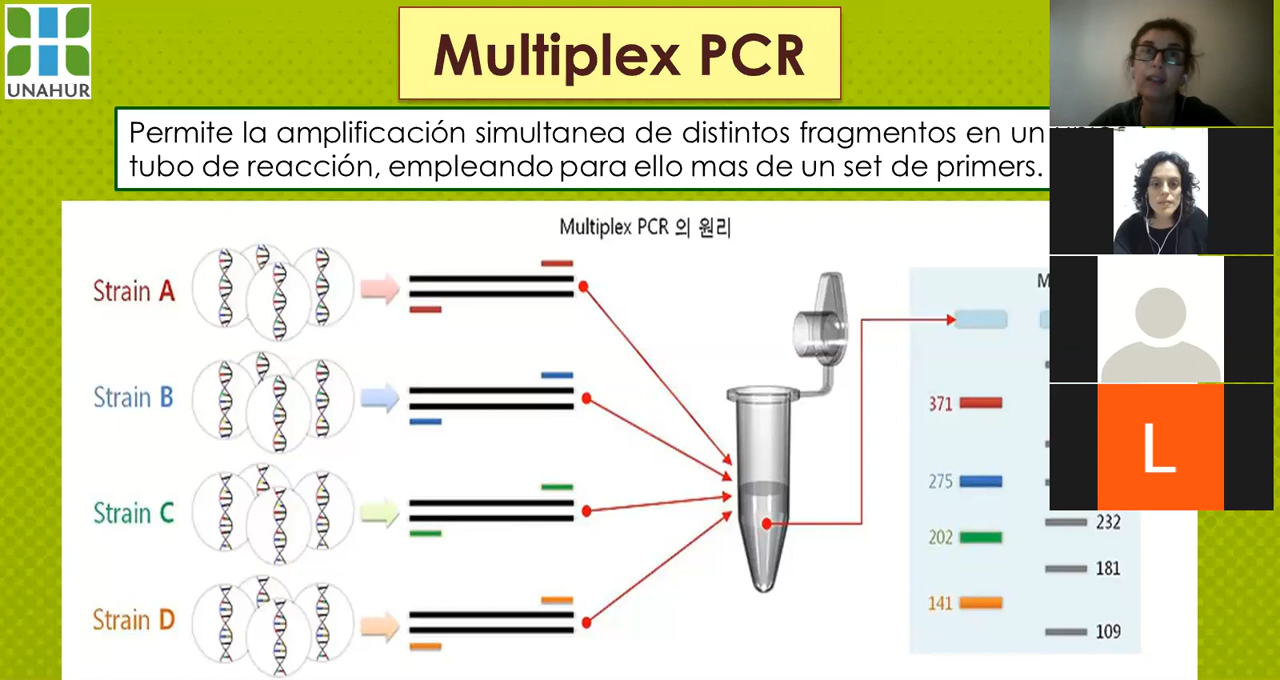 UNAHUR
Multiplex PCR
Permite la amplificación simultanea de distintos fragmentos en un
tubo de reacción, empleando para ello mas de un set de primers.
Multiplex PCR 의 원리
Strain A
Strain B
Strain C
Strain D
M
371
275
202
141
232
181
109
L